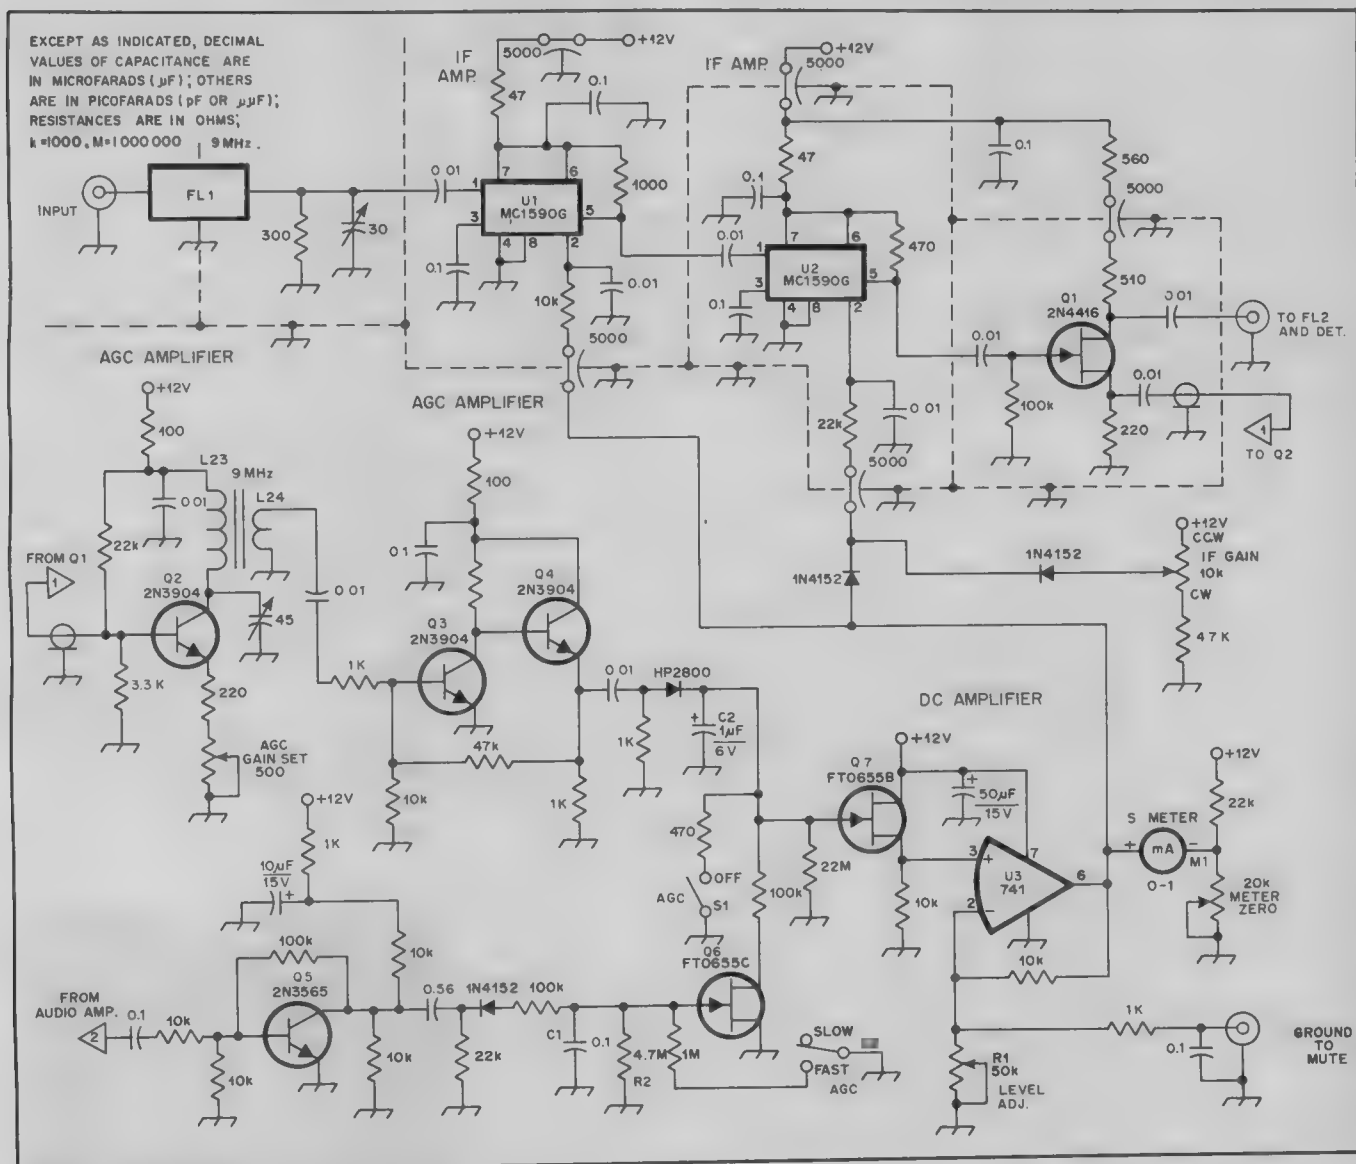 EXCEPT AS INDICATED, DECIMAL
VALUES OF CAPACITANCE ARE
IN MICROFARADS (µF); OTHERS
ARE IN PICOFARADS (pF OR µµF);
RESISTANCES ARE IN OHMS;
k=1000, M=1000000
9 MHz.
INPUT
FL1
300
30
0.01
IF
AMP.
47
5000
+12V
0.1
7
6
1
U1
MC1590G
5
3
4
8
2
1000
0.1
10k
0.01
5000
IF AMP.
+12V
5000
47
0.1
0.01
7
6
1
U2
MC1590G
5
3
4
8
2
470
0.1
22k
0.01
5000
0.1
560
5000
510
Q1
2N4416
0.01
TO FL2
AND DET.
0.01
100k
0.01
220
1
TO Q2
AGC AMPLIFIER
+12V
100
L23
9 MHz
L24
0.01
22k
FROM Q1
1
Q2
2N3904
45
3.3K
220
AGC
GAIN SET
500
0.01
AGC AMPLIFIER
+12V
100
0.1
Q4
2N3904
Q3
2N3904
1K
47k
10k
1k
0.01
HP2800
1K
+
C2
1µF
6V
1N4152
1N4152
+12V
CCW
IF GAIN
10k
CW
47K
DC AMPLIFIER
+12V
Q7
FT0655B
+
50µF
15V
22M
10k
3
+
7
U3
741
6
2
−
10k
S METER
+
mA
−
M1
0-1
+12V
22k
20k
METER
ZERO
470
OFF
AGC
S1
100k
Q6
FT0655C
+12V
1K
10µF
15V
+
100k
10k
Q5
2N3565
FROM
AUDIO AMP.
2
0.1
10k
10k
10k
0.56
1N4152
100k
22k
C1
0.1
4.7M
R2
1M
SLOW
FAST
AGC
R1
50k
LEVEL
ADJ.
1K
0.1
GROUND
TO
MUTE